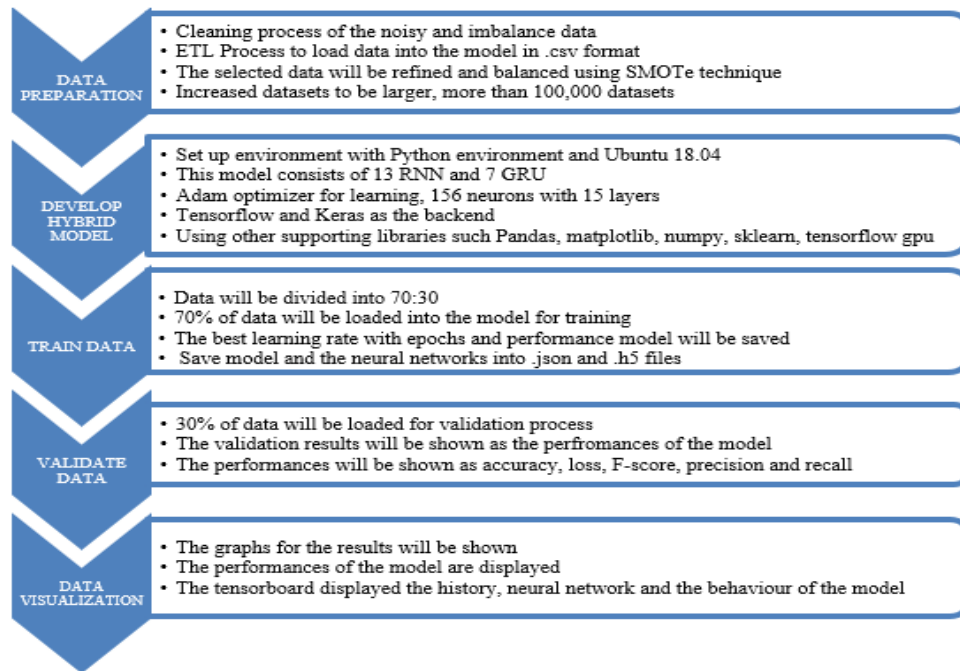 DATA
PREPARATION
• Cleaning process of the noisy and imbalance data
• ETL Process to load data into the model in .csv format
• The selected data will be refined and balanced using SMOTe technique
• Increased datasets to be larger, more than 100,000 datasets
DEVELOP
HYBRID
MODEL
• Set up environment with Python environment and Ubuntu 18.04
• This model consists of 13 RNN and 7 GRU
• Adam optimizer for learning, 156 neurons with 15 layers
• Tensorflow and Keras as the backend
• Using other supporting libraries such Pandas, matplotlib, numpy, sklearn, tensorflow gpu
TRAIN DATA
• Data will be divided into 70:30
• 70% of data will be loaded into the model for training
• The best learning rate with epochs and performance model will be saved
• Save model and the neural networks into .json and .h5 files
VALIDATE
DATA
• 30% of data will be loaded for validation process
• The validation results will be shown as the perfromances of the model
• The performances will be shown as accuracy, loss, F-score, precision and recall
DATA
VISUALIZATION
• The graphs for the results will be shown
• The performances of the model are displayed
• The tensorboard displayed the history, neural network and the behaviour of the model